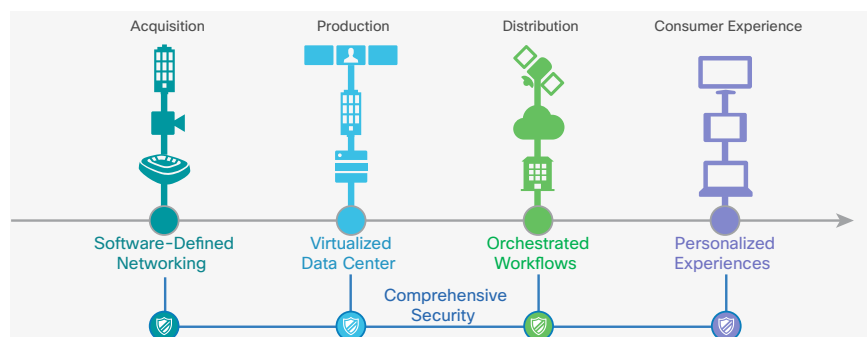 Acquisition
Production
Distribution
Consumer Experience
Software-Defined
Networking
Virtualized
Data Center
Orchestrated
Workflows
Personalized
Experiences
Comprehensive
Security